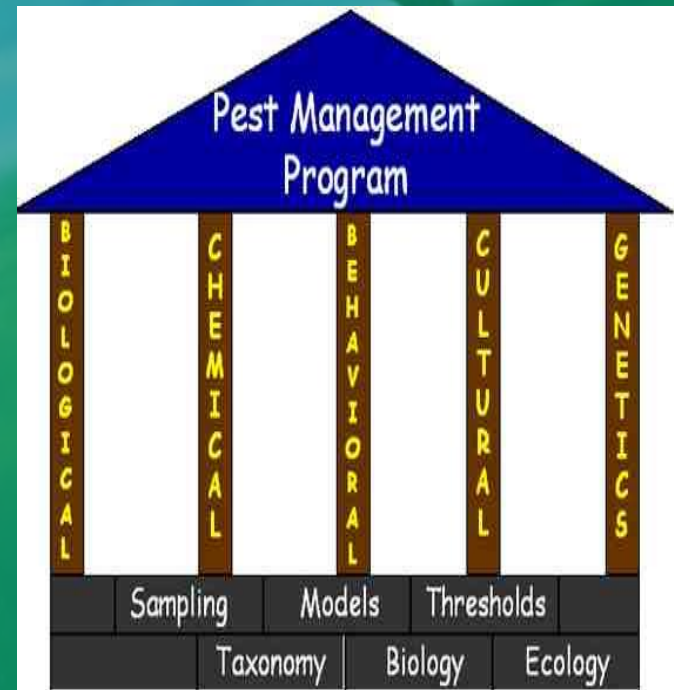 Pest Management
Program
BIOLOGICAL
CHEMICAL
BEHAVIORAL
CULTURAL
GENETICS
Sampling Models Thresholds
Taxonomy Biology Ecology